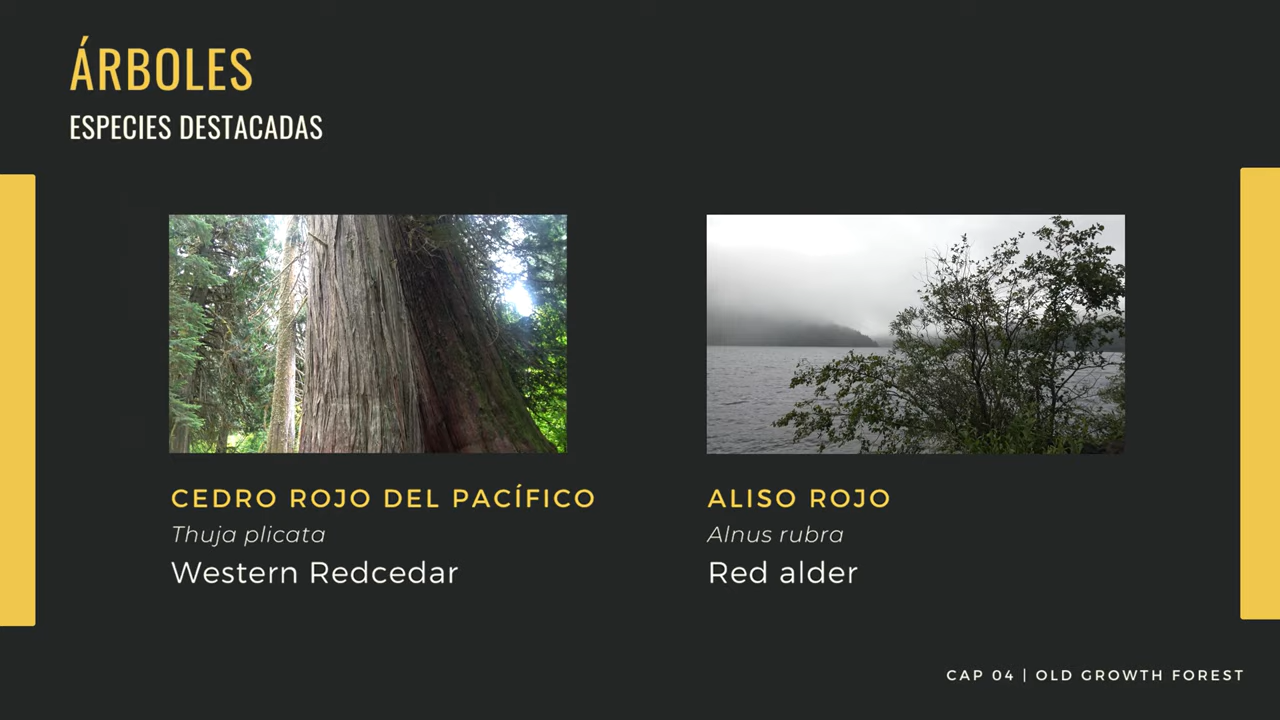 ÁRBOLES
ESPECIES DESTACADAS
CEDRO ROJO DEL PACÍFICO
Thuja plicata
Western Redcedar
ALISO ROJO
Alnus rubra
Red alder
CAP 04 | OLD GROWTH FOREST